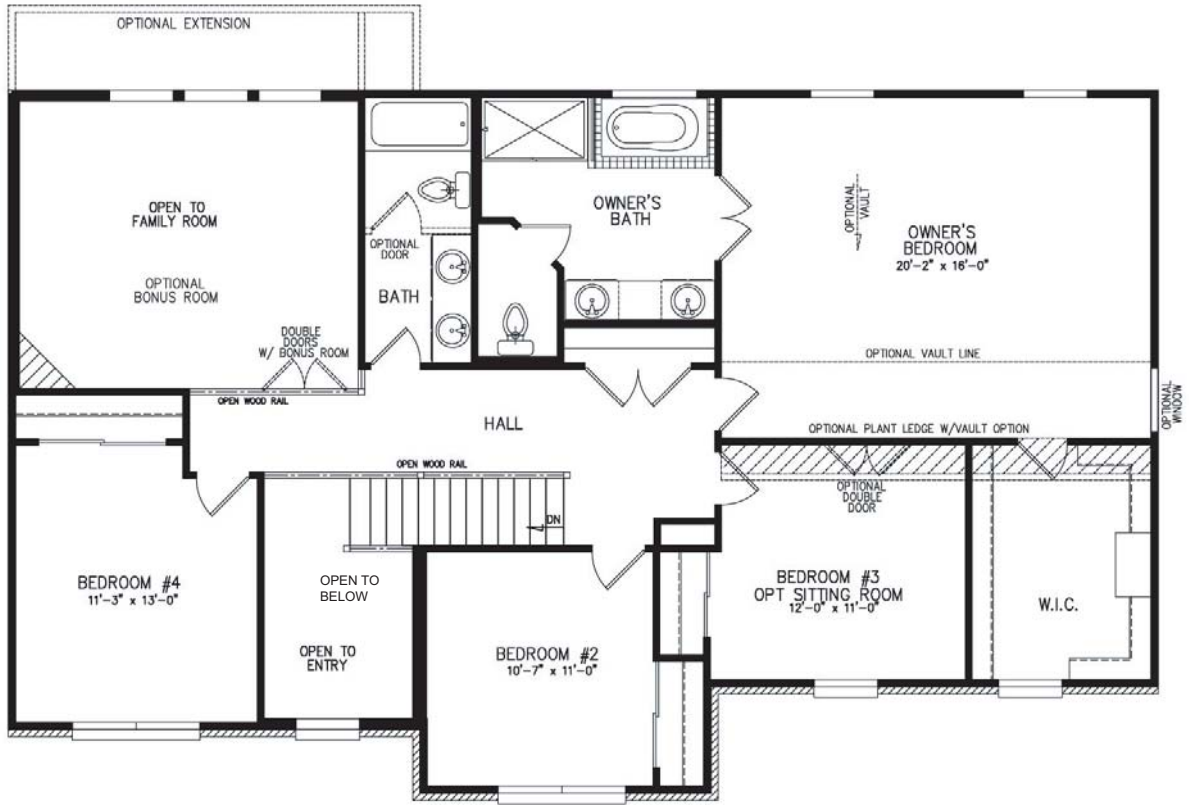 OPTIONAL EXTENSION
OPEN TO
FAMILY ROOM
OPTIONAL
BONUS ROOM
DOUBLE
DOORS
W/ BONUS ROOM
OPEN WOOD RAIL
OPTIONAL
DOOR
BATH
OWNER'S
BATH
OPTIONAL
VAULT
OWNER'S
BEDROOM
20'-2" x 16'-0"
OPTIONAL VAULT LINE
OPTIONAL
WINDOW
OPTIONAL PLANT LEDGE W/VAULT OPTION
HALL
OPEN WOOD RAIL
DN
OPTIONAL
DOUBLE
DOOR
BEDROOM #4
11'-3" x 13'-0"
OPEN TO
BELOW
OPEN TO
ENTRY
BEDROOM #2
10'-7" x 11'-0"
BEDROOM #3
OPT SITTING ROOM
12'-0" x 11'-0"
W.I.C.